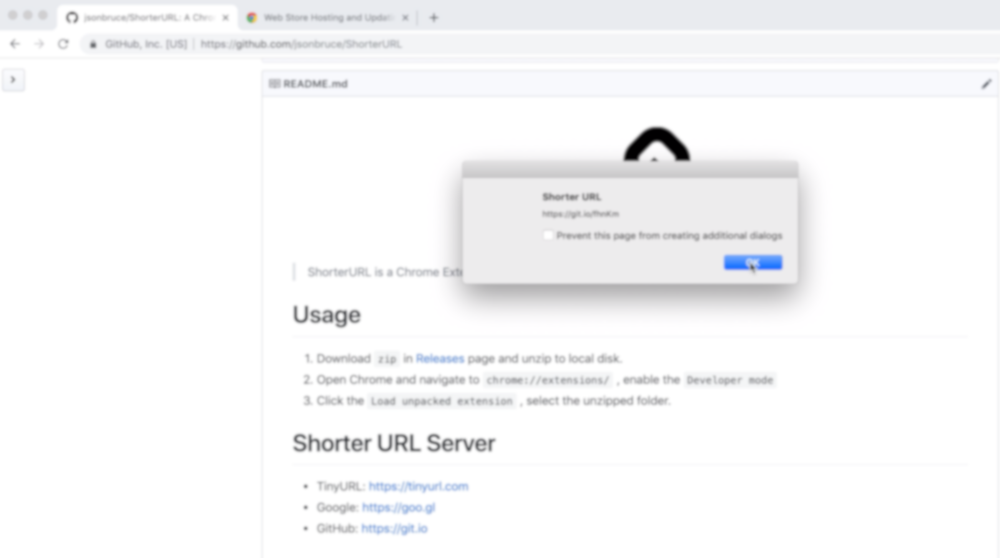 jsonbruce/ShorterURL: A Chro
Web Store Hosting and Updati
GitHub, Inc. [US] | https://github.com/jsonbruce/ShorterURL
README.md
Shorter URL
https://git.io/fhnKm
Prevent this page from creating additional dialogs
OK
ShorterURL is a Chrome Exte
Usage
1. Download zip in Releases page and unzip to local disk.
2. Open Chrome and navigate to chrome://extensions/ , enable the Developer mode
3. Click the Load unpacked extension , select the unzipped folder.
Shorter URL Server
• TinyURL: https://tinyurl.com
• Google: https://goo.gl
• GitHub: https://git.io